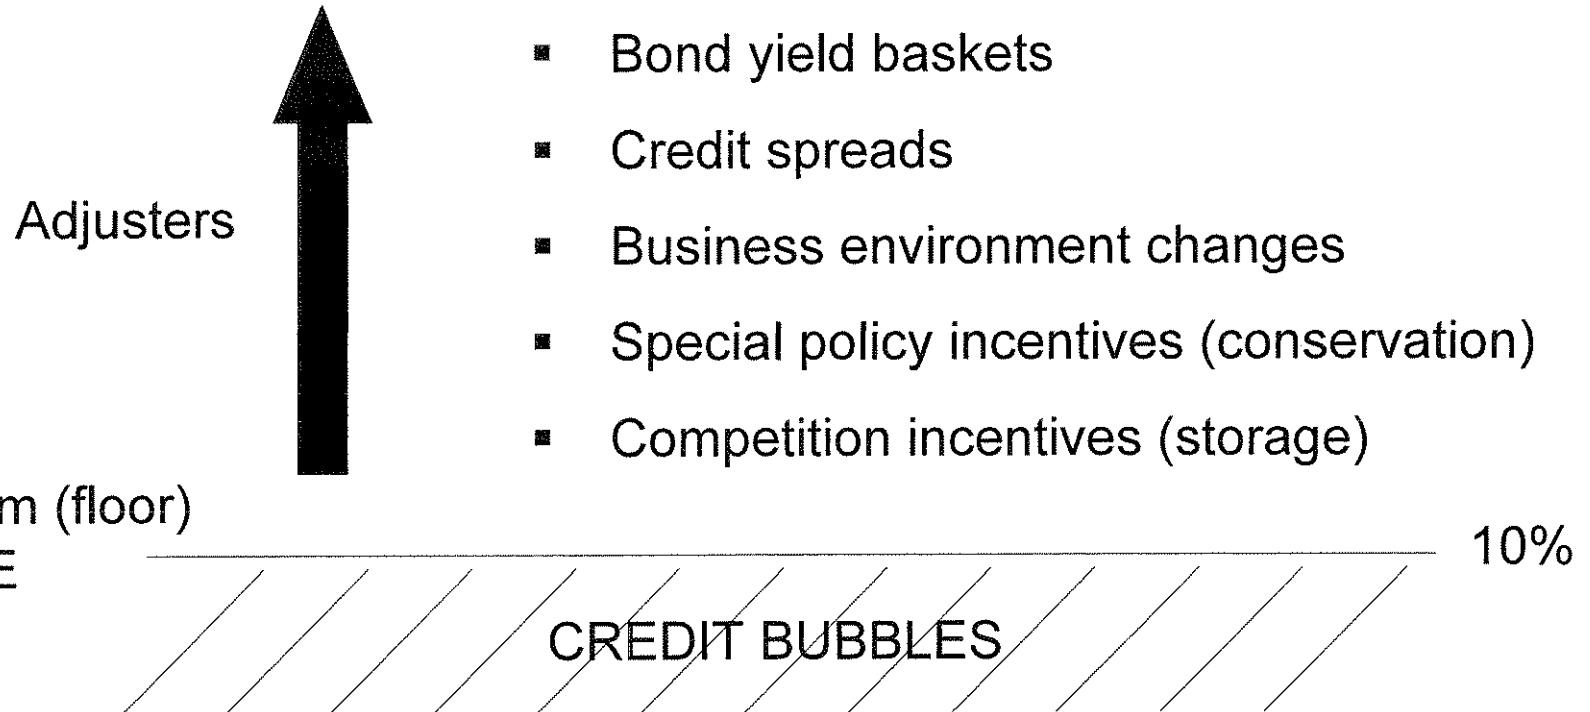 Bond yield baskets
Credit spreads
Adjusters
Business environment changes
Special policy incentives (conservation)
Competition incentives (storage)
(floor)
10%
CREDIT BUBBLES